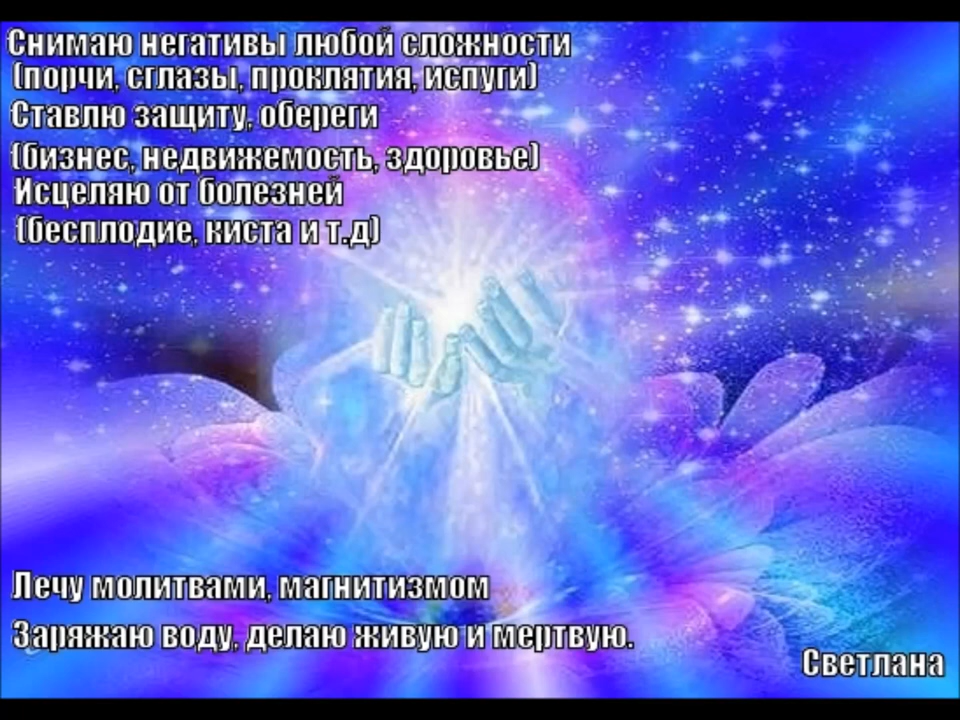 Снимаю негативы любой сложности
(порчи, сглазы, проклятия, испуги)
Ставлю защиту, обереги
(бизнес, недвижемость, здоровье)
Исцеляю от болезней
(бесплодие, киста и т.д)
Лечу молитвами, магнитизмом
Заряжаю воду, делаю живую и мертвую.
Светлана